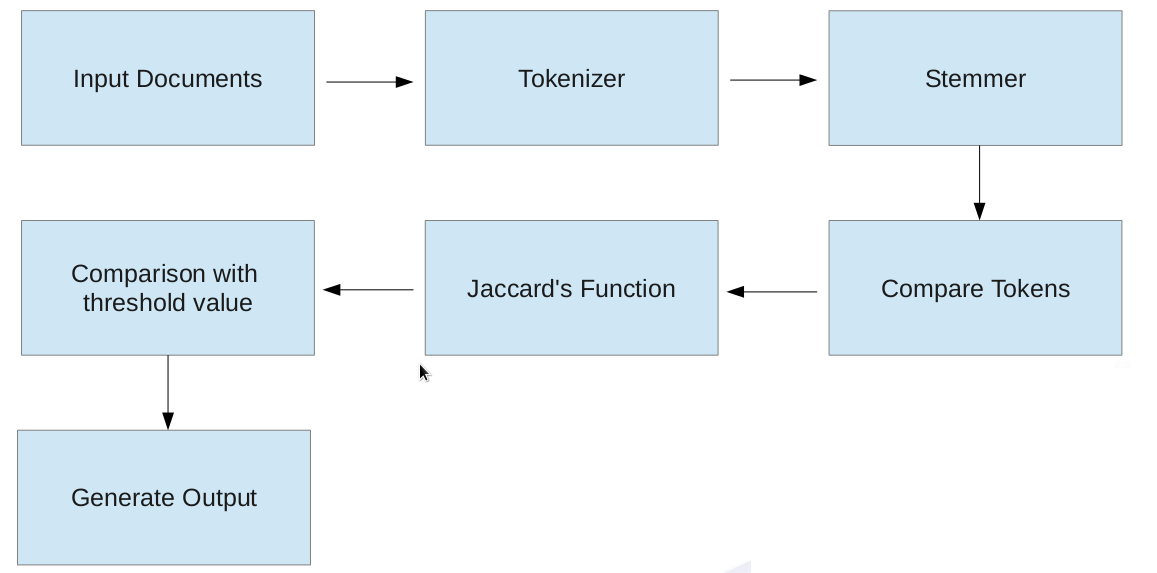 Input Documents
Tokenizer
Stemmer
Compare Tokens
Jaccard's Function
Comparison with
threshold value
Generate Output